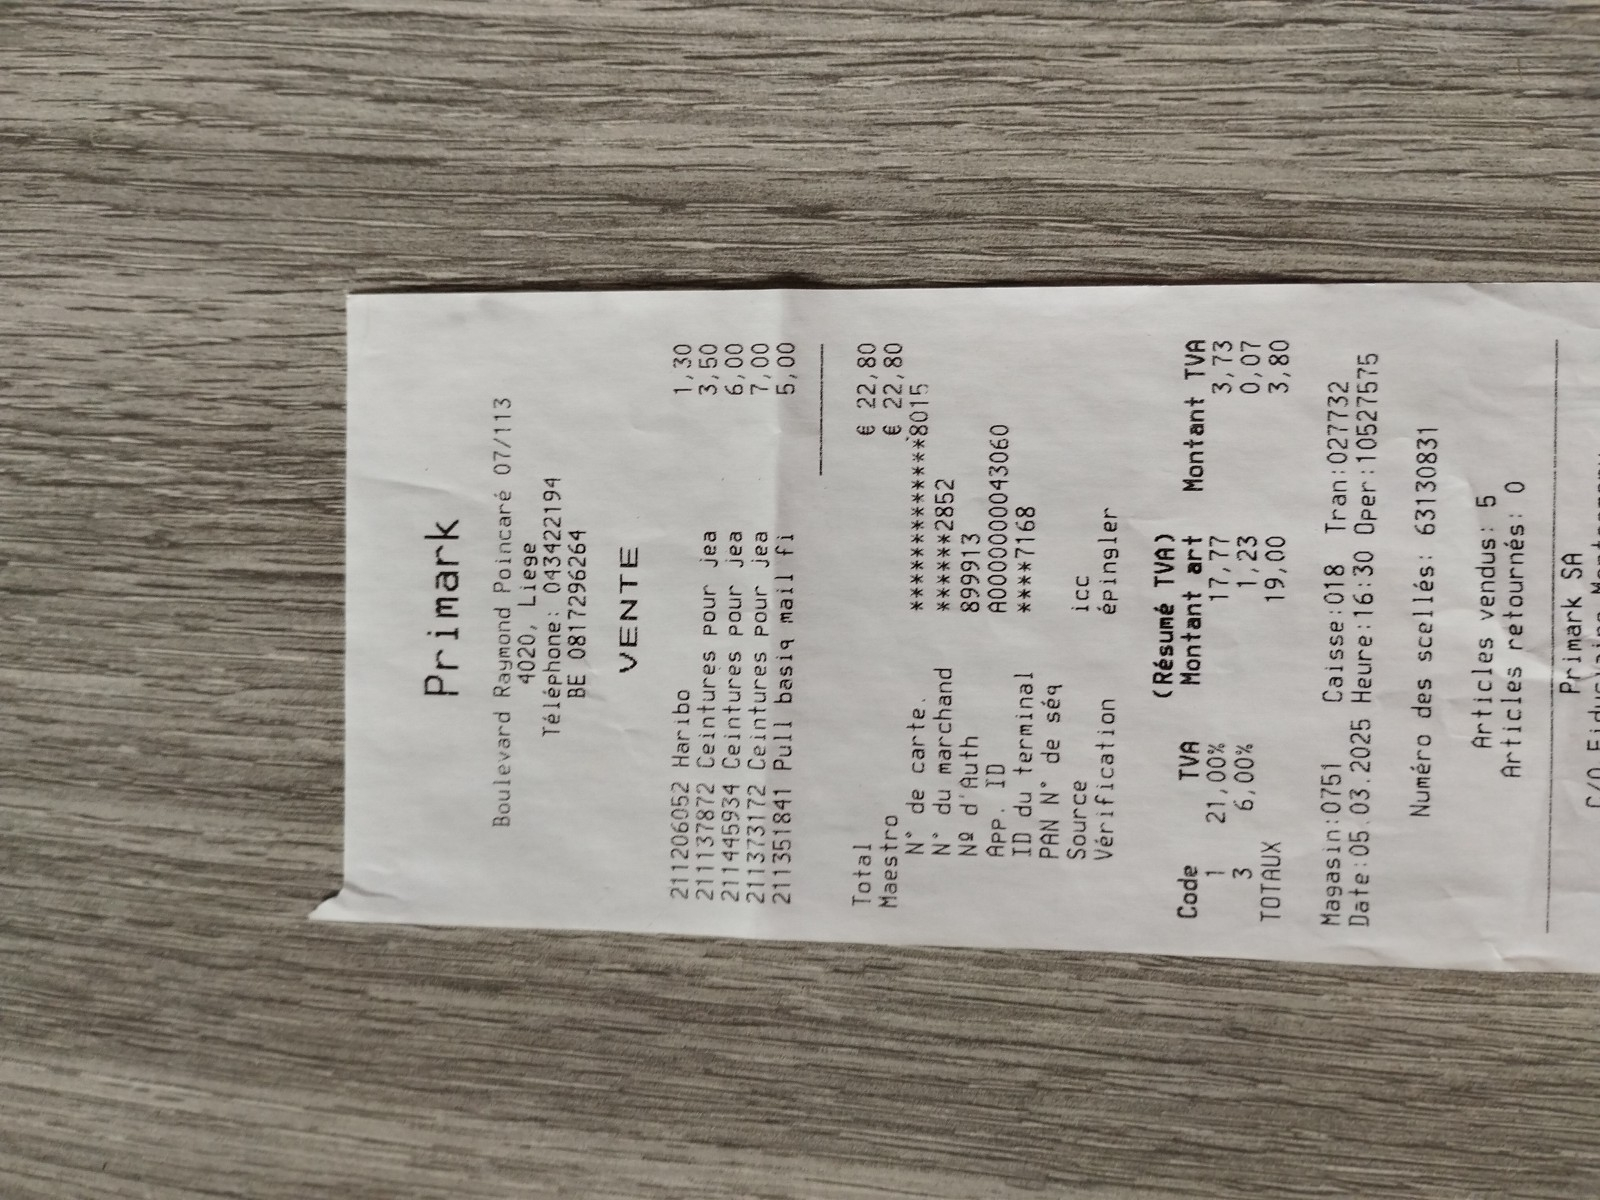 Primark
Boulevard Raymond Poincaré 07/113
4020, Liege
Téléphone: 043422194
BE 0817296264
VENTE
211206052 Haribo 1,30
211137872 Ceintures pour jea 3,50
211445934 Ceintures pour jea 6,00
211373172 Ceintures pour jea 7,00
211351841 Pull basiq mail fi 5,00
Total € 22,80
Maestro € 22,80
N° de carte. ***************8015
N° du marchand ******2852
Nº d'Auth 899913
App. ID A0000000043060
ID du terminal ****7168
PAN N° de séq
Source icc
Vérification épingler
(Résumé TVA)
Code TVA Montant art Montant TVA
1 21,00% 17,77 3,73
3 6,00% 1,23 0,07
TOTAUX 19,00 3,80
Magasin:0751 Caisse:018 Tran:027732
Date:05.03.2025 Heure:16:30 Oper:10527575
Numéro des scellés: 63130831
Articles vendus: 5
Articles retournés: 0
Primark SA